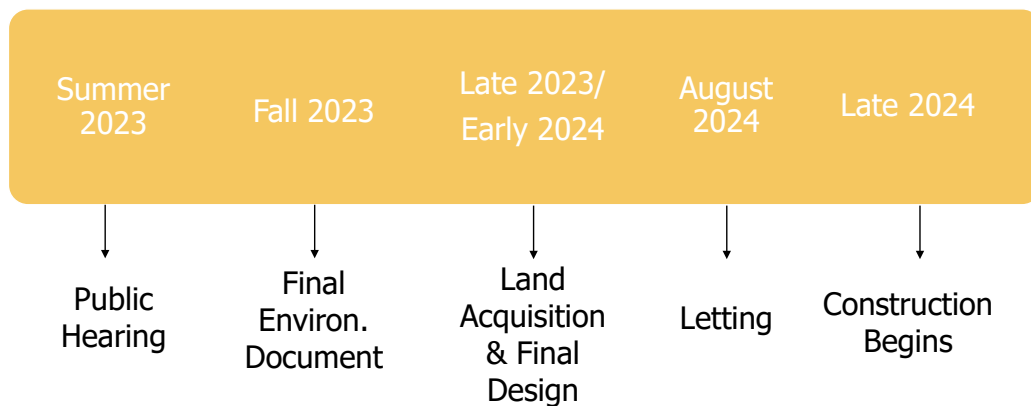 Summer
2023
Fall 2023
Late 2023/
Early 2024
August
2024
Late 2024
Public
Hearing
Final
Environ.
Document
Land
Acquisition
& Final
Design
Letting
Construction
Begins